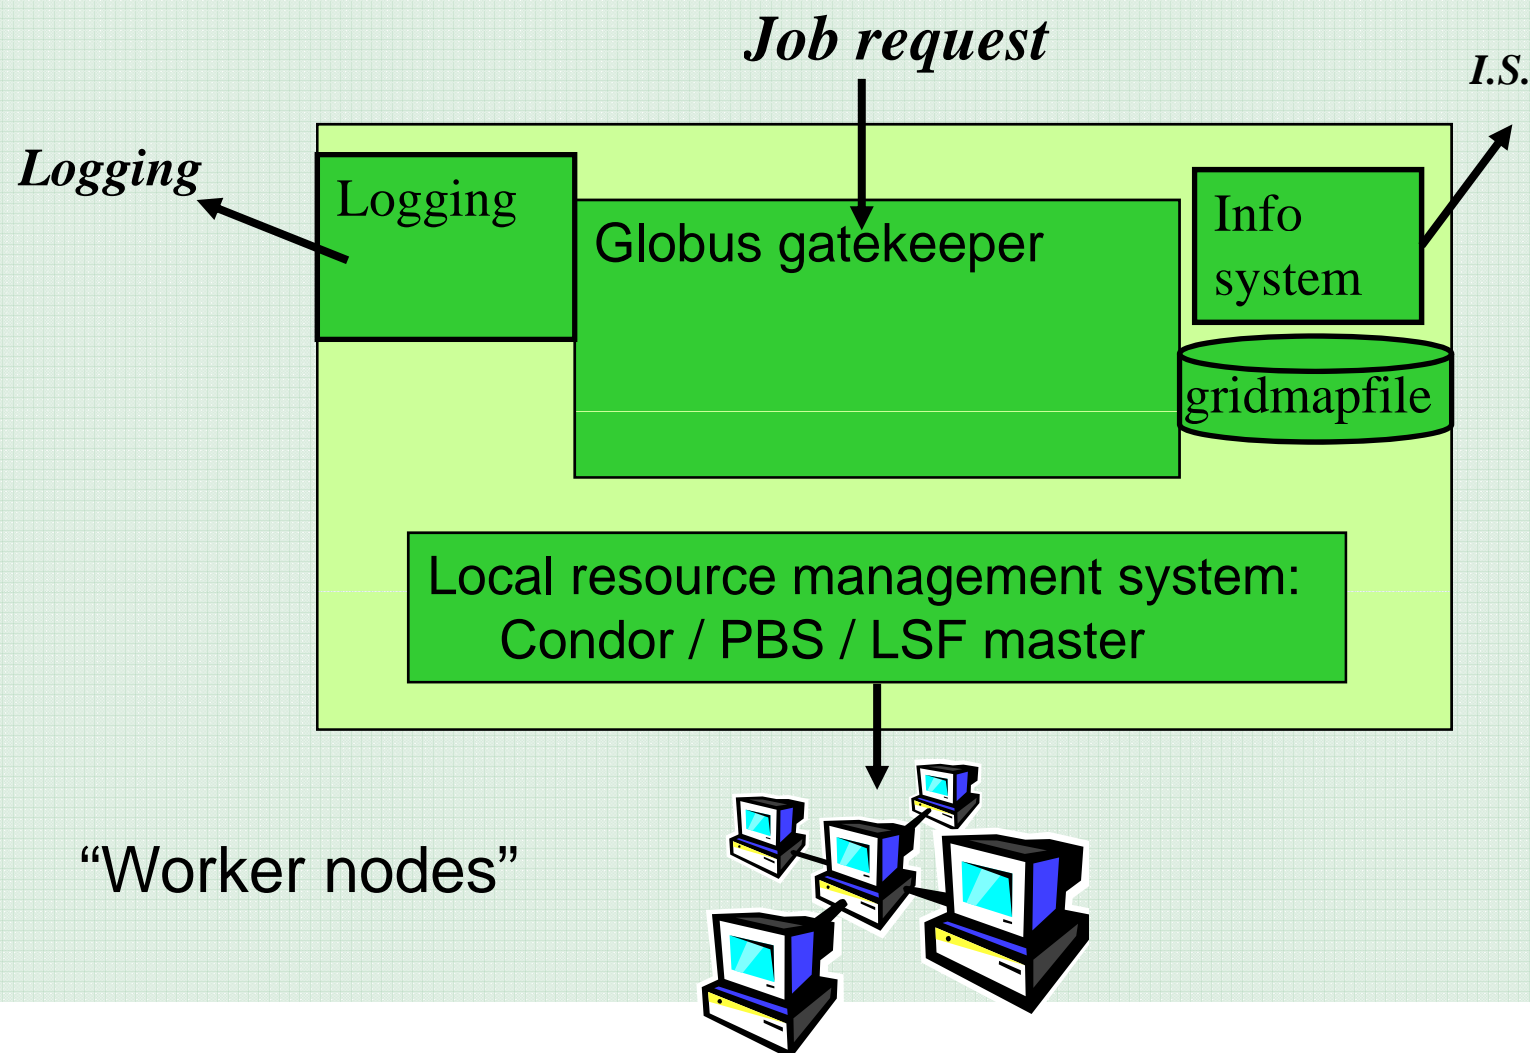 Job request
I.S.
Logging
Logging
Globus gatekeeper
Info
system
gridmapfile
Local resource management system:
Condor / PBS / LSF master
“Worker nodes”